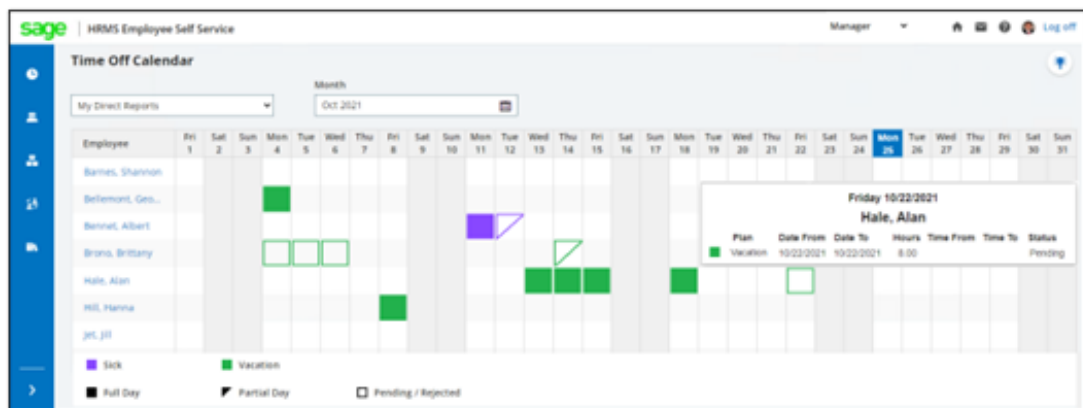 sage HRMS Employee Self Service Manager Log off
Time Off Calendar
Month
My Direct Reports Oct 2021
Employee Fri Sat Sun Mon Tue Wed Thu Fri Sat Sun Mon Tue Wed Thu Fri Sat Sun Mon Tue Wed Thu Fri Sat Sun Mon Tue Wed Thu Fri Sat Sun
1 2 3 4 5 6 7 8 9 10 11 12 13 14 15 16 17 18 19 20 21 22 23 24 25 26 27 28 29 30 31
Barnes, Shannon
Bellemont, Geo...
Bennet, Albert
Brono, Brittany
Hale, Alan
Hill, Hanna
Jet, Jill
Friday 10/22/2021
Hale, Alan
Plan Date From Date To Hours Time From Time To Status
Vacation 10/22/2021 10/22/2021 8.00 Pending
Sick Vacation
Full Day Partial Day Pending / Rejected